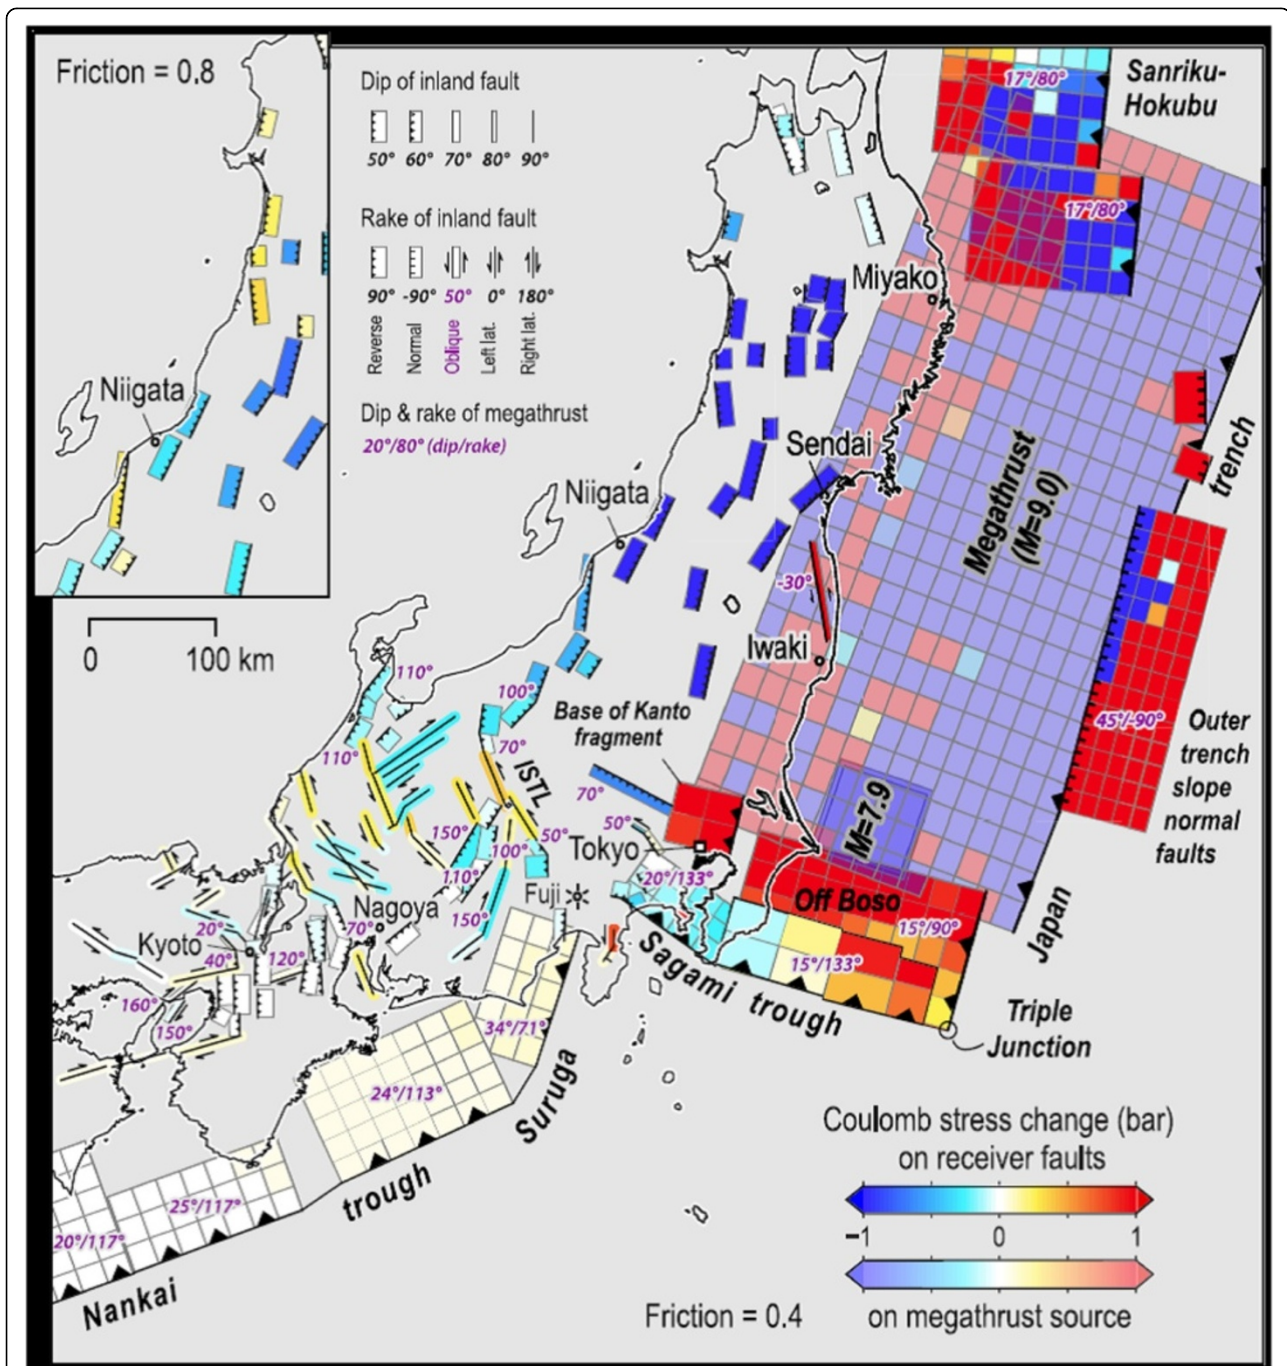 Friction = 0.8
Niigata
Dip of inland fault
50° 60° 70° 80° 90°
Rake of inland fault
90° -90° 50° 0° 180°
Reverse
Normal
Oblique
Left lat.
Right lat.
Dip & rake of megathrust
20°/80° (dip/rake)
17°/80°
Sanriku-
Hokubu
17°/80°
Miyako
trench
Sendai
Megathrust
(M=9.0)
Niigata
-30°
Iwaki
0 100 km
110°
100°
Base of Kanto
fragment
45°/-90°
Outer
trench
slope
normal
faults
110°
70°
ISTL
70°
M=7.9
150°
50°
50°
100°
Tokyo
110°
20°/133°
Fuji
Off Boso
15°/90°
Nagoya
150°
20°
70°
Kyoto
40°
120°
Japan
15°/133°
Sagami trough
160°
150°
34°/71°
Triple
Junction
24°/113°
Suruga
trough
25°/117°
20°/117°
Nankai
Coulomb stress change (bar)
on receiver faults
−1 0 1
on megathrust source
Friction = 0.4